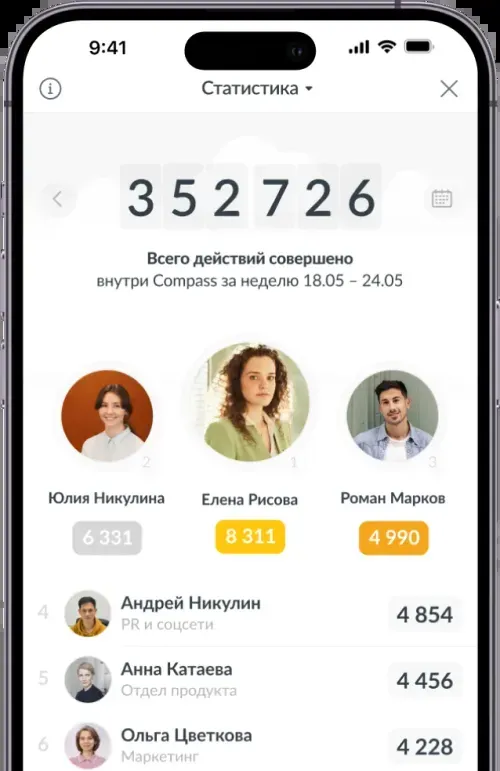 9:41
Статистика
352726
Всего действий совершено
внутри Compass за неделю 18.05 – 24.05
2
1
3
Юлия Никулина
Елена Рисова
Роман Марков
6 331
8 311
4 990
4
Андрей Никулин
4 854
PR и соцсети
5
Анна Катаева
4 456
Отдел продукта
6
Ольга Цветкова
4 228
Маркетинг